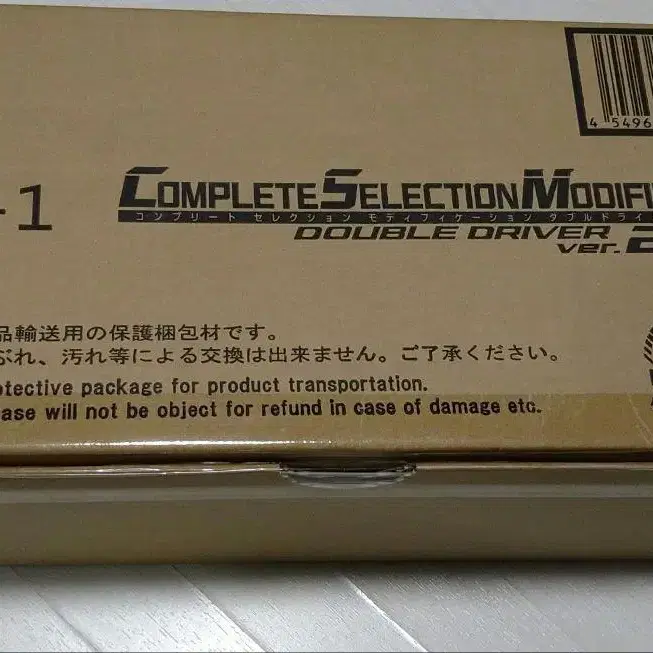 4 5496
-1
COMPLETE SELECTION MODIFI
コンプリート セレクション モディフィケーション ダブルドライ
DOUBLE DRIVER
ver. 2
品輸送用の保護梱包材です。
ぶれ、汚れ等による交換は出来ません。ご了承ください。
otective package for product transportation.
ase will not be object for refund in case of damage etc.